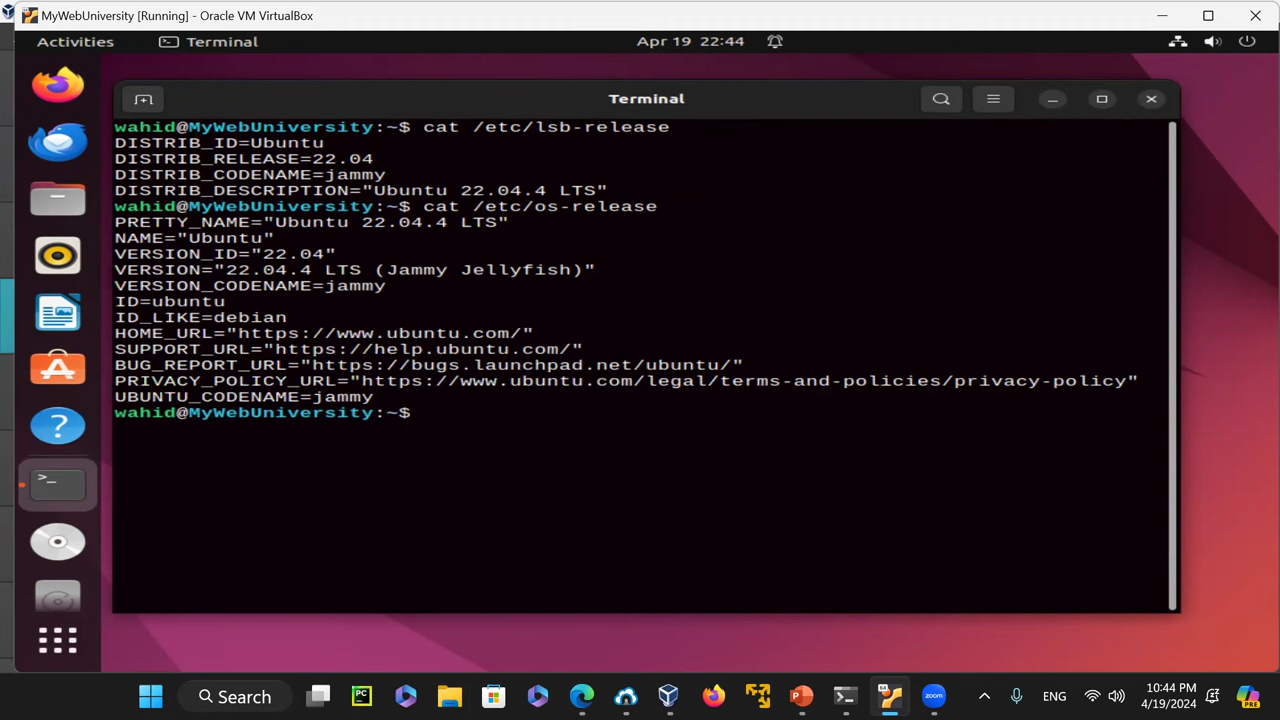 MyWebUniversity [Running] - Oracle VM VirtualBox
Activities Terminal Apr 19 22:44
Terminal
wahid@MyWebUniversity:~$ cat /etc/lsb-release
DISTRIB_ID=Ubuntu
DISTRIB_RELEASE=22.04
DISTRIB_CODENAME=jammy
DISTRIB_DESCRIPTION="Ubuntu 22.04.4 LTS"
wahid@MyWebUniversity:~$ cat /etc/os-release
PRETTY_NAME="Ubuntu 22.04.4 LTS"
NAME="Ubuntu"
VERSION_ID="22.04"
VERSION="22.04.4 LTS (Jammy Jellyfish)"
VERSION_CODENAME=jammy
ID=ubuntu
ID_LIKE=debian
HOME_URL="https://www.ubuntu.com/"
SUPPORT_URL="https://help.ubuntu.com/"
BUG_REPORT_URL="https://bugs.launchpad.net/ubuntu/"
PRIVACY_POLICY_URL="https://www.ubuntu.com/legal/terms-and-policies/privacy-policy"
UBUNTU_CODENAME=jammy
wahid@MyWebUniversity:~$
Search
PC
zoom
ENG
10:44 PM
4/19/2024
PRE